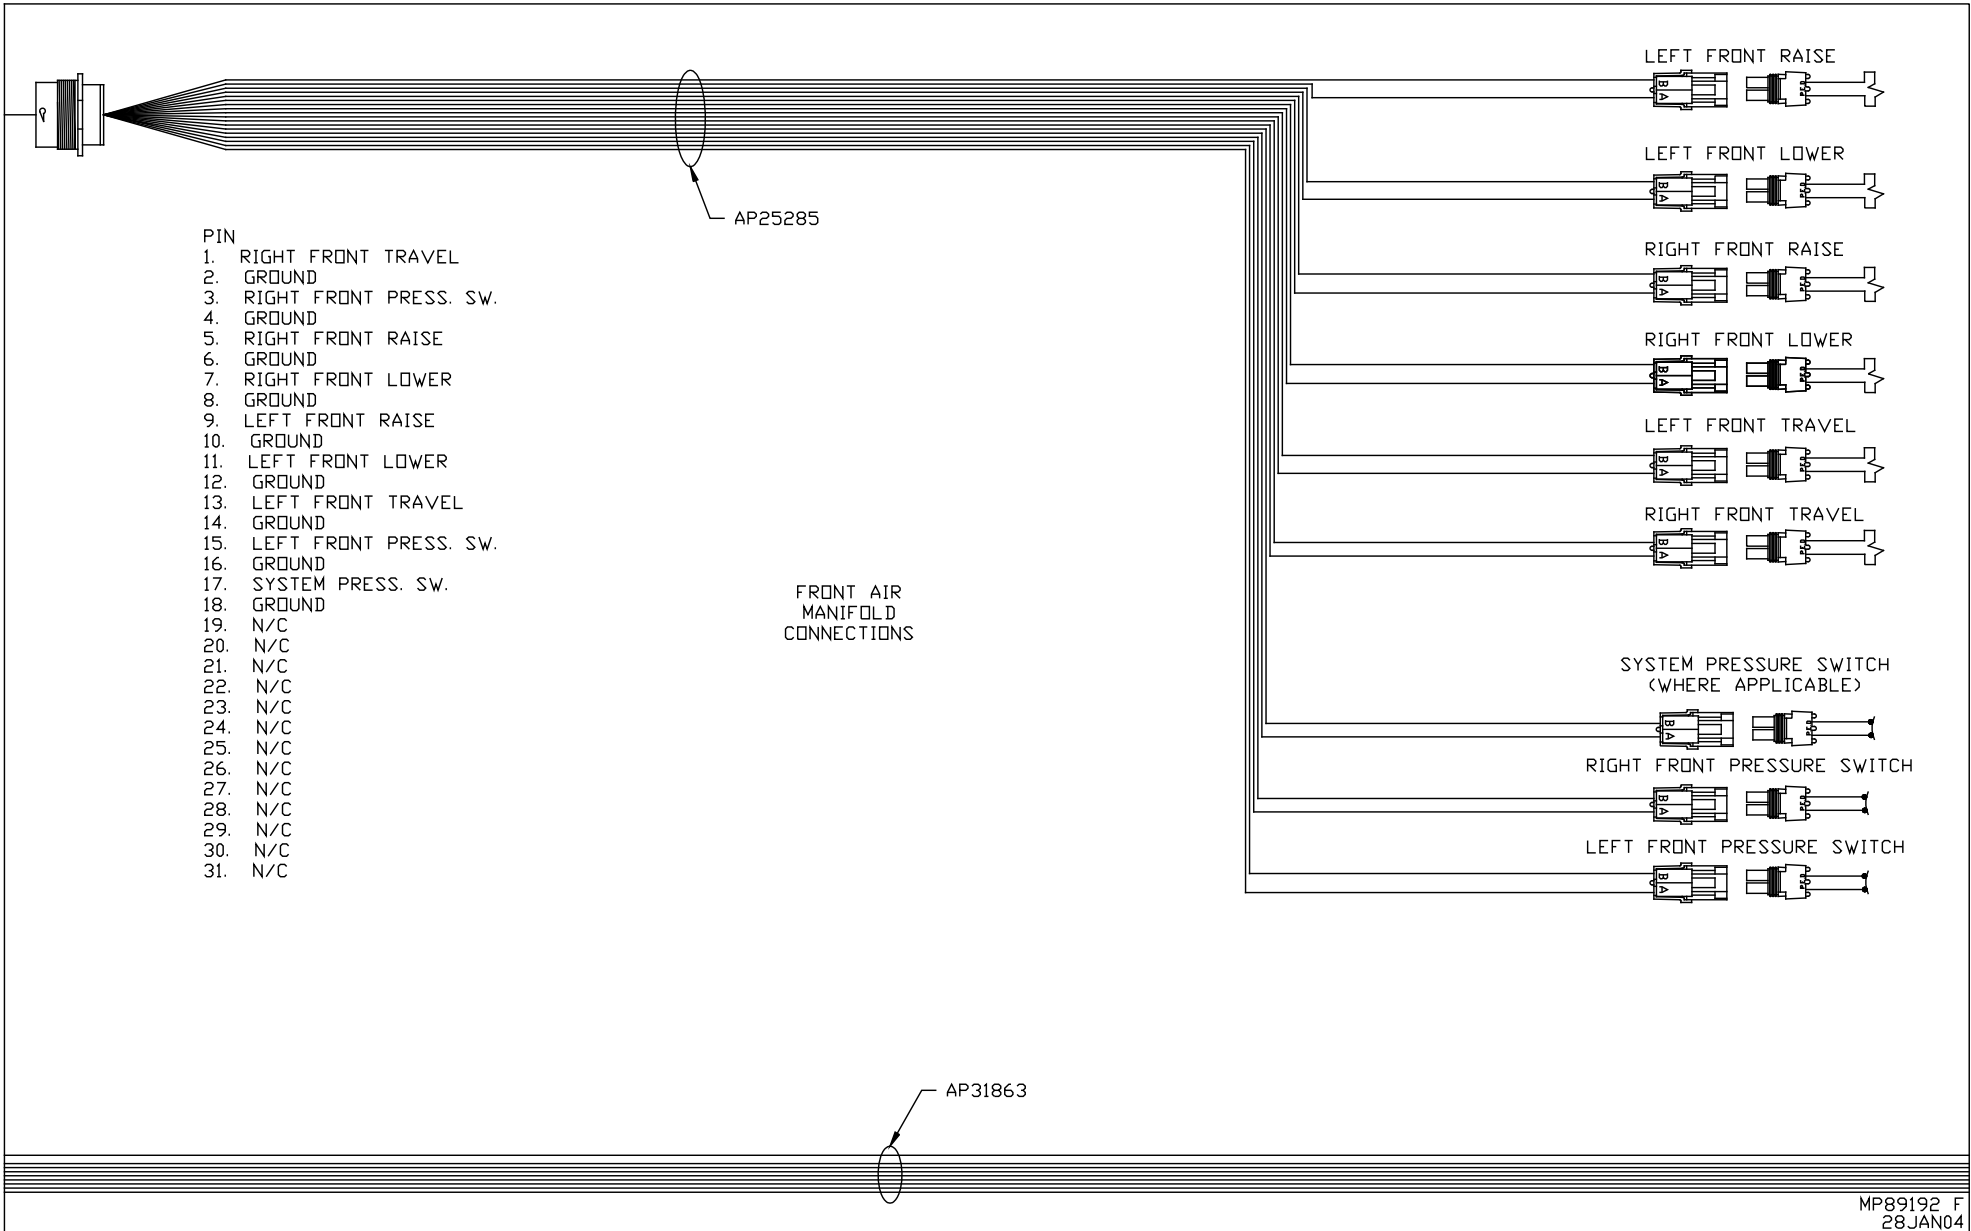 LEFT FRONT RAISE
B
A
LEFT FRONT LOWER
B
A
AP25285
PIN
1. RIGHT FRONT TRAVEL
2. GROUND
3. RIGHT FRONT PRESS. SW.
4. GROUND
5. RIGHT FRONT RAISE
6. GROUND
7. RIGHT FRONT LOWER
8. GROUND
9. LEFT FRONT RAISE
10. GROUND
11. LEFT FRONT LOWER
12. GROUND
13. LEFT FRONT TRAVEL
14. GROUND
15. LEFT FRONT PRESS. SW.
16. GROUND
17. SYSTEM PRESS. SW.
18. GROUND
19. N/C
20. N/C
21. N/C
22. N/C
23. N/C
24. N/C
25. N/C
26. N/C
27. N/C
28. N/C
29. N/C
30. N/C
31. N/C
FRONT AIR
MANIFOLD
CONNECTIONS
RIGHT FRONT RAISE
B
A
RIGHT FRONT LOWER
B
A
LEFT FRONT TRAVEL
B
A
RIGHT FRONT TRAVEL
B
A
SYSTEM PRESSURE SWITCH
(WHERE APPLICABLE)
B
A
RIGHT FRONT PRESSURE SWITCH
B
A
LEFT FRONT PRESSURE SWITCH
B
A
AP31863
MP89192 F
28JAN04